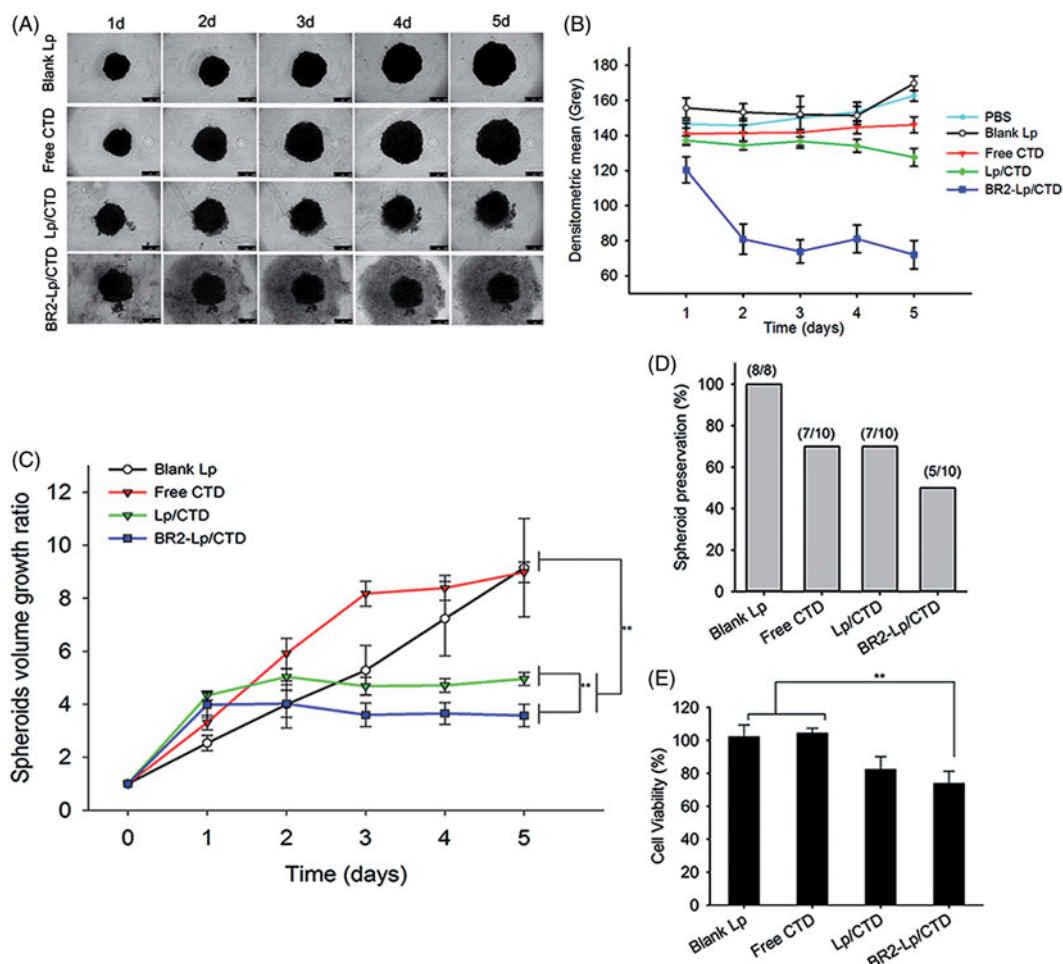 (A)
1d 2d 3d 4d 5d
Blank Lp
Free CTD
Lp/CTD
BR2-Lp/CTD
(B)
Densitometric mean (Grey)
160
140
120
100
80
60
1 2 3 4 5
Time (days)
PBS
Blank Lp
Free CTD
Lp/CTD
BR2-Lp/CTD
(C)
Spheroids volume growth ratio
12
10
8
6
4
2
0
0 1 2 3 4 5
Time (days)
Blank Lp
Free CTD
Lp/CTD
BR2-Lp/CTD
**
**
(D)
Spheroid preservation (%)
100
80
60
40
20
0
(8/8)
(7/10)
(7/10)
(5/10)
Blank Lp
Free CTD
Lp/CTD
BR2-Lp/CTD
(E)
Cell Viability (%)
120
100
80
60
40
20
0
**
Blank Lp
Free CTD
Lp/CTD
BR2-Lp/CTD